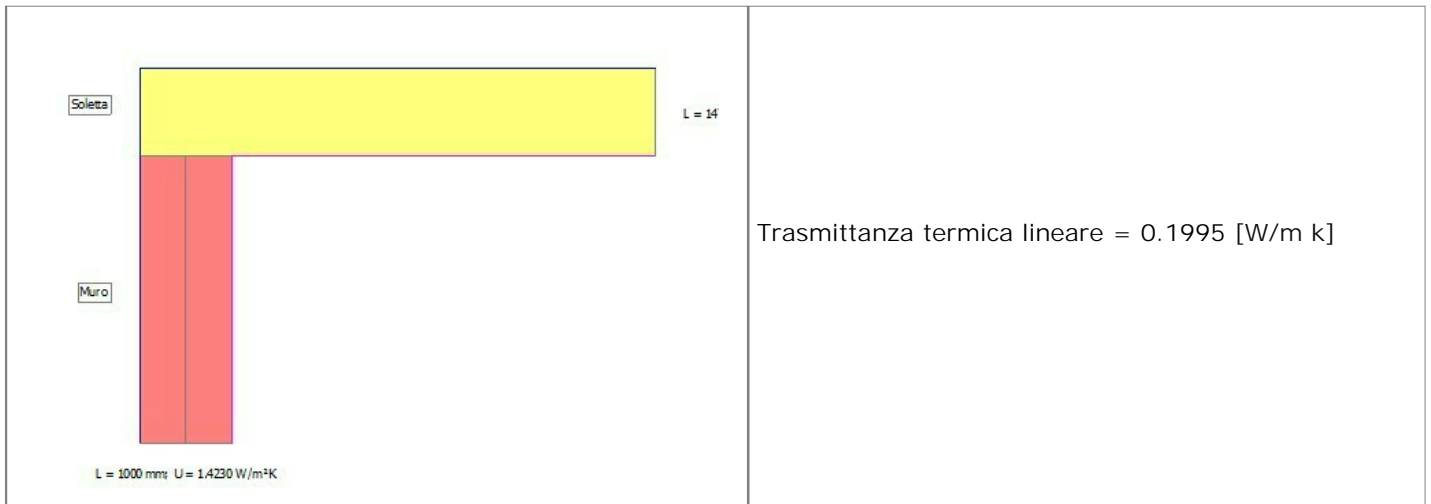 Soletta
L = 14
Muro
L = 1000 mm; U = 1.4230 W/m²K
Trasmittanza termica lineare = 0.1995 [W/m k]